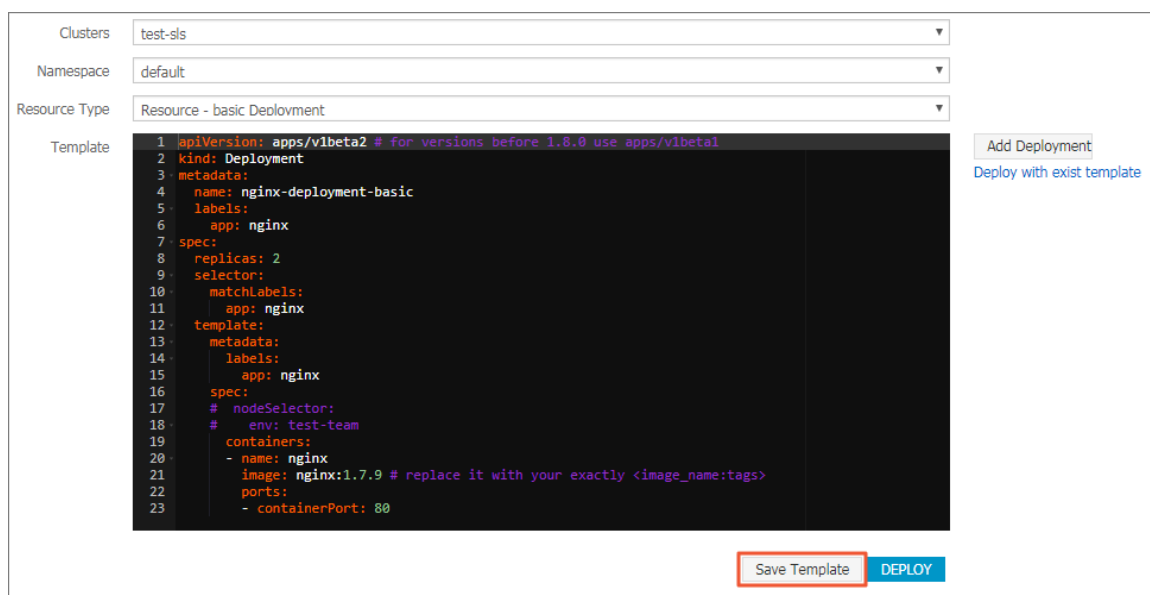 Clusters test-sls
Namespace default
Resource Type Resource - basic Deployment
Template
1 apiVersion: apps/v1beta2 # for versions before 1.8.0 use apps/v1beta1
2 kind: Deployment
3 metadata:
4 name: nginx-deployment-basic
5 labels:
6 app: nginx
7 spec:
8 replicas: 2
9 selector:
10 matchLabels:
11 app: nginx
12 template:
13 metadata:
14 labels:
15 app: nginx
16 spec:
17 # nodeSelector:
18 # env: test-team
19 containers:
20 - name: nginx
21 image: nginx:1.7.9 # replace it with your exactly <image_name:tags>
22 ports:
23 - containerPort: 80
Add Deployment
Deploy with exist template
Save Template DEPLOY